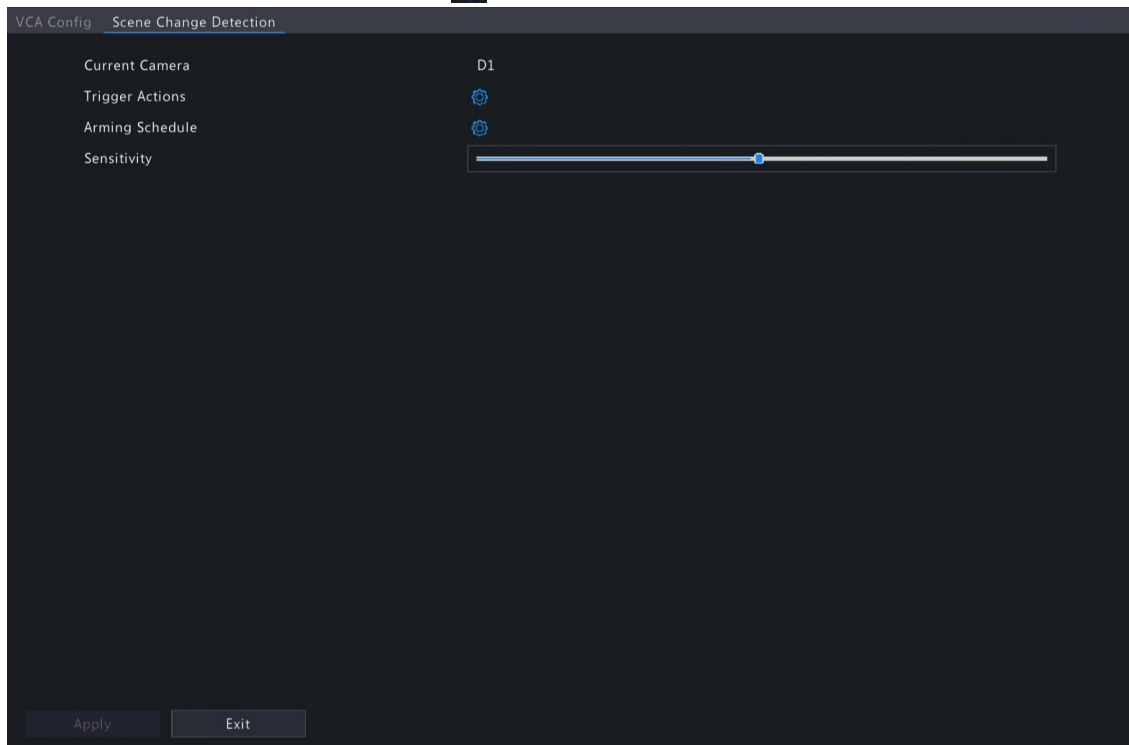 VCA Config Scene Change Detection
Current Camera D1
Trigger Actions
Arming Schedule
Sensitivity
Apply Exit